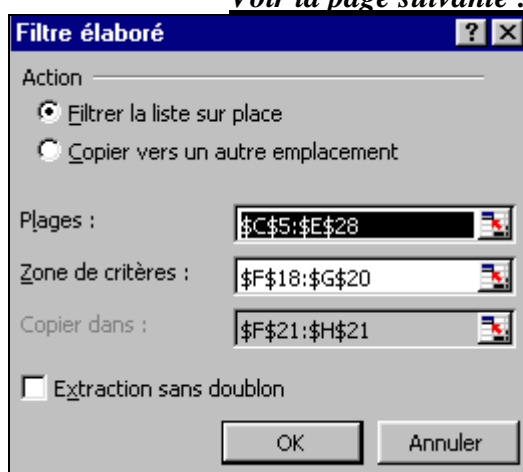 Voir la page suivante :
Filtre élaboré
Action
Filtrer la liste sur place
Copier vers un autre emplacement
Plages :
$C$5:$E$28
Zone de critères :
$F$18:$G$20
Copier dans :
$F$21:$H$21
Extraction sans doublon
OK
Annuler